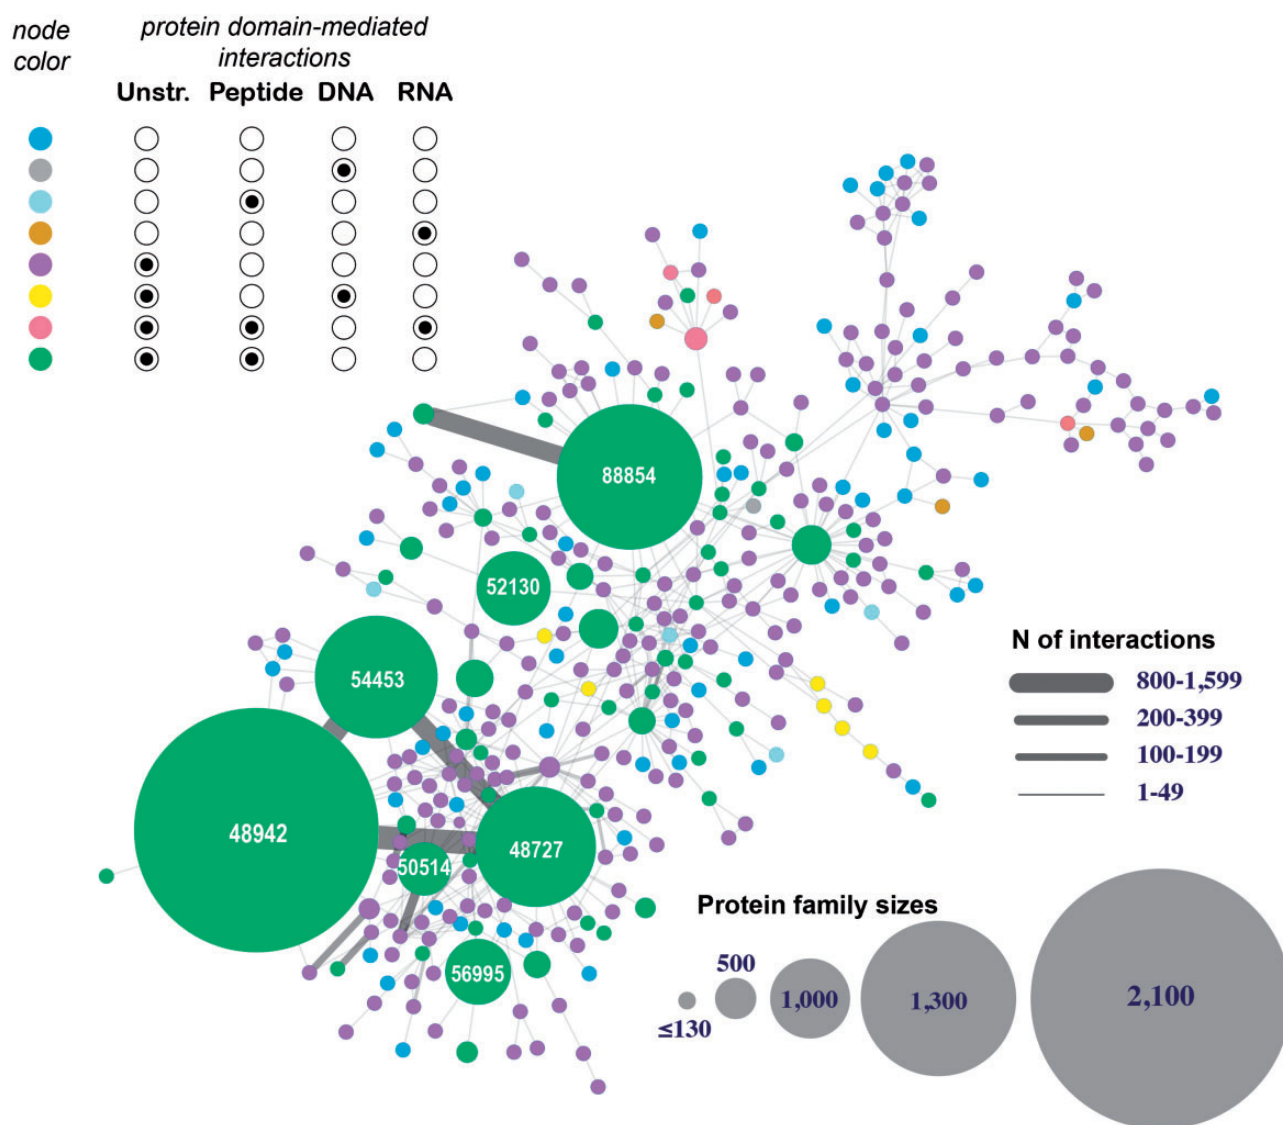 node
color
protein domain-mediated
interactions
Unstr. Peptide DNA RNA
88854
52130
54453
48942
48727
50514
56995
N of interactions
800-1,599
200-399
100-199
1-49
Protein family sizes
≤130
500
1,000
1,300
2,100